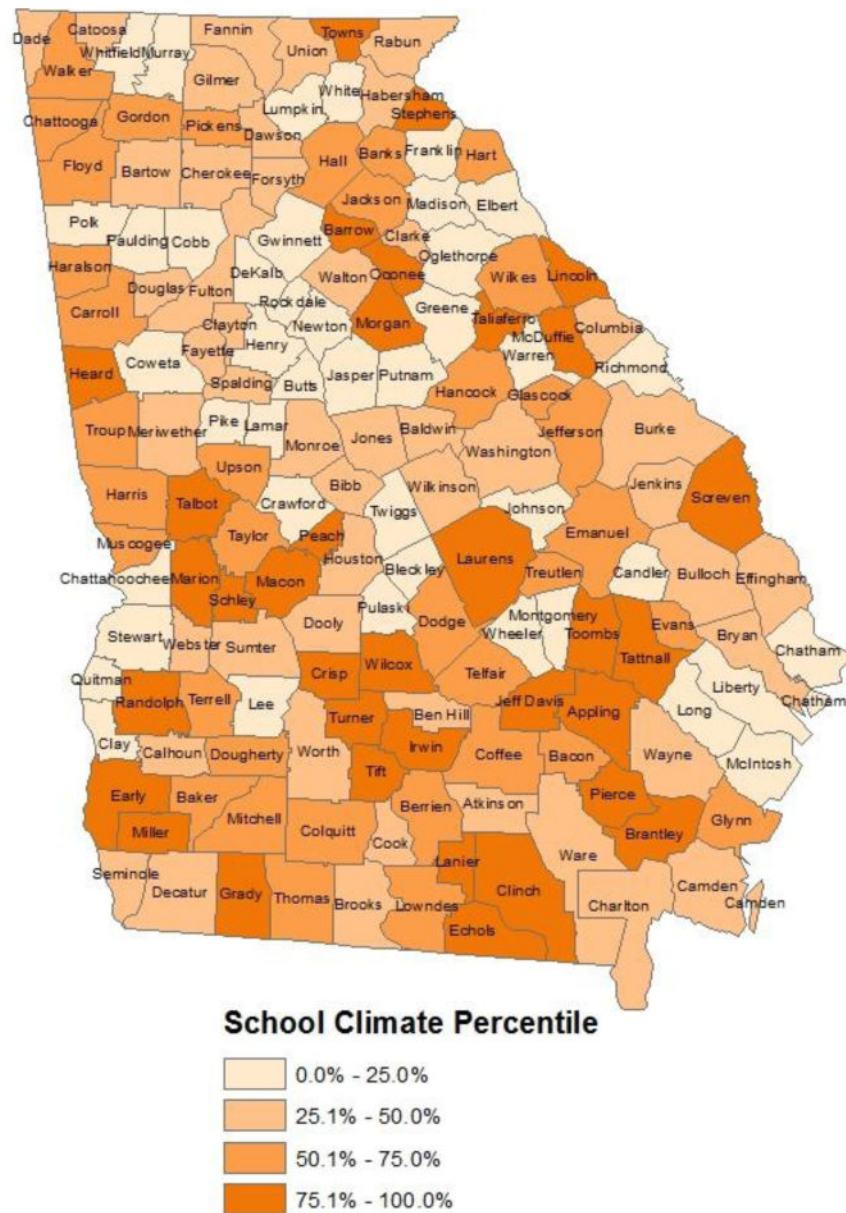 Dade
Catoosa
Whitfield
Murray
Fannin
Union
Towns
Rabun
Walker
Gilmer
Lumpkin
White
Habersham
Stephens
Chattooga
Gordon
Pickens
Dawson
Floyd
Bartow
Cherokee
Forsyth
Hall
Banks
Franklin
Hart
Jackson
Madison
Elbert
Polk
Paulding
Cobb
Gwinnett
Barrow
Clarke
Oglethorpe
Haralson
Douglas
Fulton
DeKalb
Walton
Oconee
Wilkes
Lincoln
Carroll
Clayton
Rockdale
Newton
Morgan
Greene
Taliaferro
McDuffie
Columbia
Heard
Coweta
Fayette
Henry
Warren
Richmond
Spalding
Butts
Jasper
Putnam
Hancock
Glascock
Troup
Meriwether
Pike
Lamar
Monroe
Jones
Baldwin
Washington
Jefferson
Burke
Harris
Talbot
Upson
Crawford
Bibb
Twiggs
Wilkinson
Johnson
Jenkins
Screven
Muscogee
Taylor
Peach
Houston
Laurens
Emanuel
Chattahoochee
Marion
Schley
Macon
Bleckley
Treutlen
Candler
Bulloch
Effingham
Stewart
Webster
Sumter
Dooly
Pulaski
Dodge
Wheeler
Montgomery
Toombs
Tattnall
Evans
Bryan
Chatham
Quitman
Randolph
Terrell
Lee
Crisp
Wilcox
Telfair
Jeff Davis
Appling
Long
Liberty
Chatham
Clay
Calhoun
Dougherty
Worth
Turner
Ben Hill
Irwin
Coffee
Bacon
Wayne
McIntosh
Early
Miller
Baker
Mitchell
Colquitt
Tift
Berrien
Cook
Atkinson
Pierce
Brantley
Glynn
Seminole
Decatur
Grady
Thomas
Brooks
Lowndes
Lanier
Clinch
Echols
Ware
Charlton
Camden
Camden
School Climate Percentile
0.0% - 25.0%
25.1% - 50.0%
50.1% - 75.0%
75.1% - 100.0%